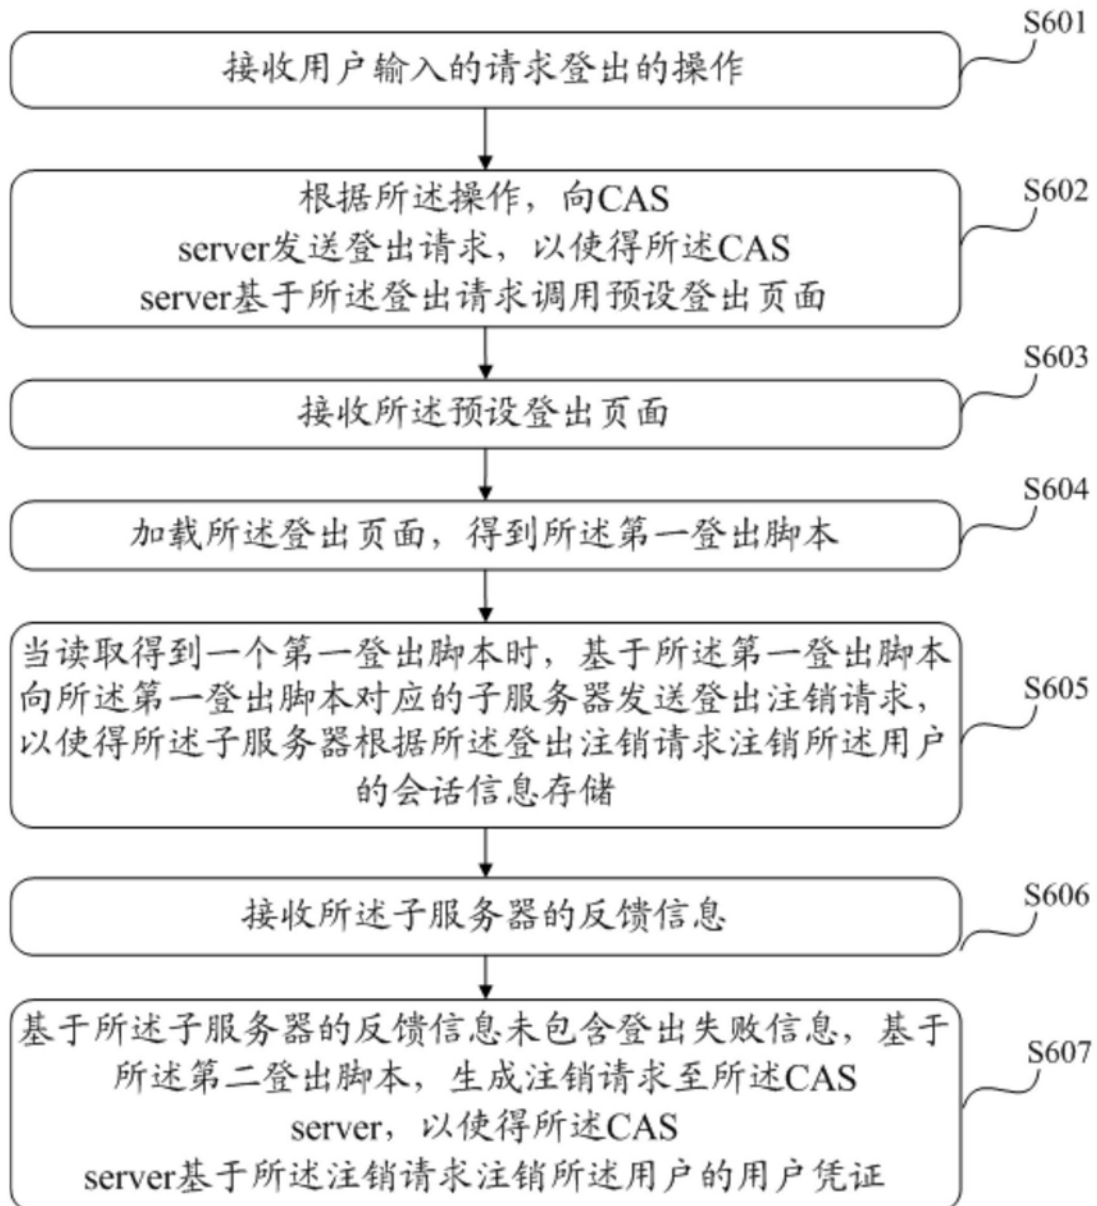 S601
接收用户输入的请求登出的操作
S602
根据所述操作，向CAS
server发送登出请求，以使得所述CAS
server基于所述登出请求调用预设登出页面
S603
接收所述预设登出页面
S604
加载所述登出页面，得到所述第一登出脚本
当读取得到一个第一登出脚本时，基于所述第一登出脚本
向所述第一登出脚本对应的子服务器发送登出注销请求，
S605
以使得所述子服务器根据所述登出注销请求注销所述用户
的会话信息存储
S606
接收所述子服务器的反馈信息
基于所述子服务器的反馈信息未包含登出失败信息，基于
S607
所述第二登出脚本，生成注销请求至所述CAS
server，以使得所述CAS
server基于所述注销请求注销所述用户的用户凭证